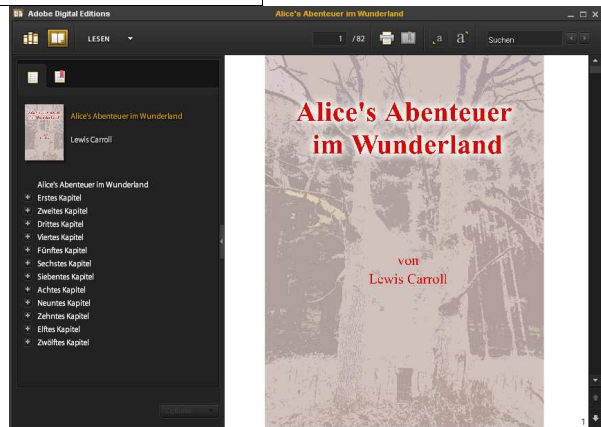 Adobe Digital Editions
Alice's Abenteuer im Wunderland
LESEN
1 /82
a a
Suchen
Alice's Abenteuer im Wunderland
Lewis Carroll
Alice's Abenteuer im Wunderland
Erstes Kapitel
Zweites Kapitel
Drittes Kapitel
Viertes Kapitel
Fünftes Kapitel
Sechstes Kapitel
Siebentes Kapitel
Achtes Kapitel
Neuntes Kapitel
Zehntes Kapitel
Elftes Kapitel
Zwölftes Kapitel
Alice's Abenteuer
im Wunderland
von
Lewis Carroll
1